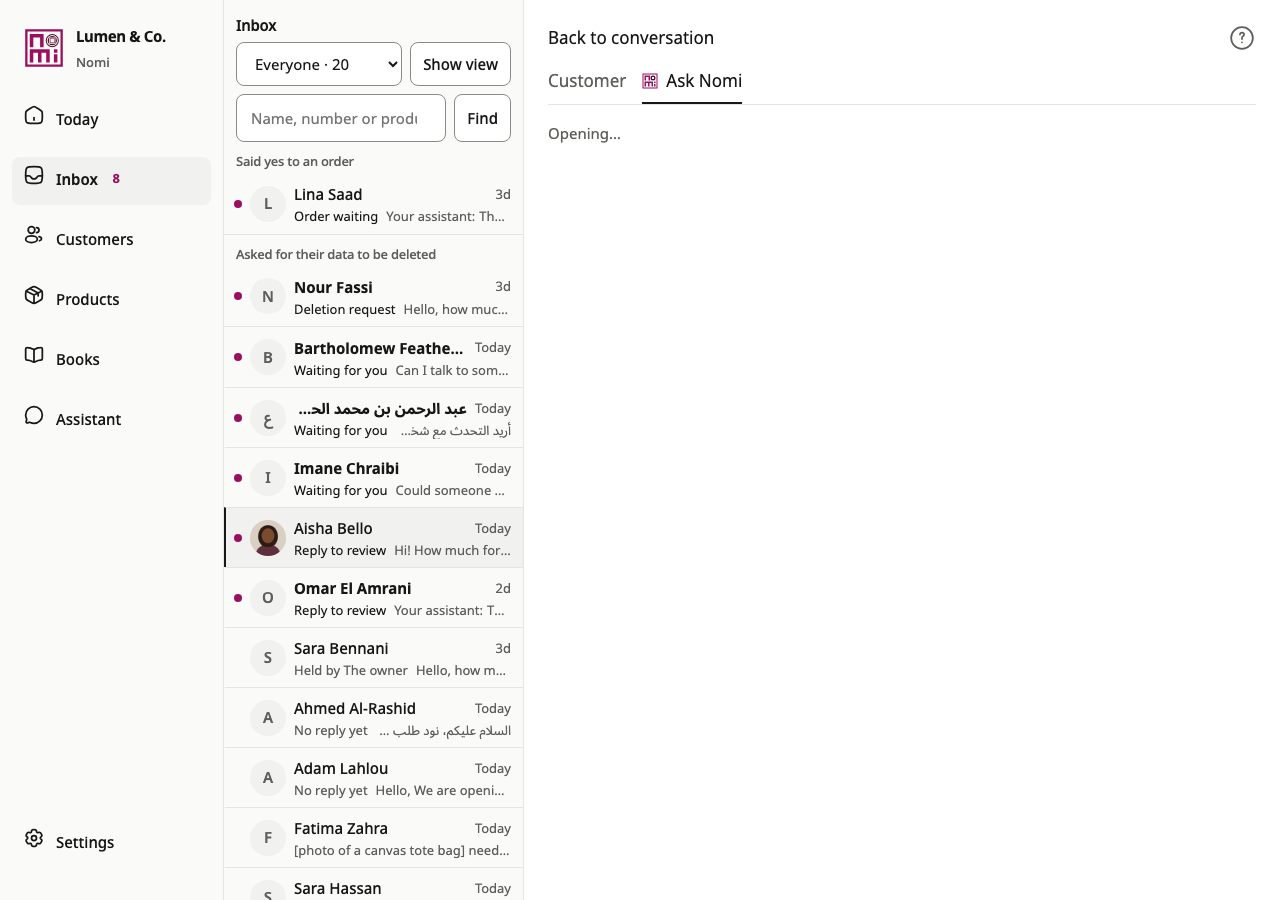 Lumen & Co.
Nomi
Today
Inbox 8
Customers
Products
Books
Assistant
Settings
Inbox
Everyone · 20
Show view
Name, number or produ
Find
Said yes to an order
L
Lina Saad 3d
Order waiting Your assistant: Th…
Asked for their data to be deleted
N
Nour Fassi 3d
Deletion request Hello, how muc…
B
Bartholomew Feathe… Today
Waiting for you Can I talk to som…
ع
عبد الرحمن بن محمد الح… Today
Waiting for you أريد التحدث مع شخ…
I
Imane Chraibi Today
Waiting for you Could someone …
Aisha Bello Today
Reply to review Hi! How much for…
O
Omar El Amrani 2d
Reply to review Your assistant: T…
S
Sara Bennani 3d
Held by The owner Hello, how m…
A
Ahmed Al-Rashid Today
No reply yet السلام عليكم، نود طلب …
A
Adam Lahlou Today
No reply yet Hello, We are openi…
F
Fatima Zahra Today
[photo of a canvas tote bag] need…
S
Sara Hassan Today
Back to conversation
?
Customer
Ask Nomi
Opening…